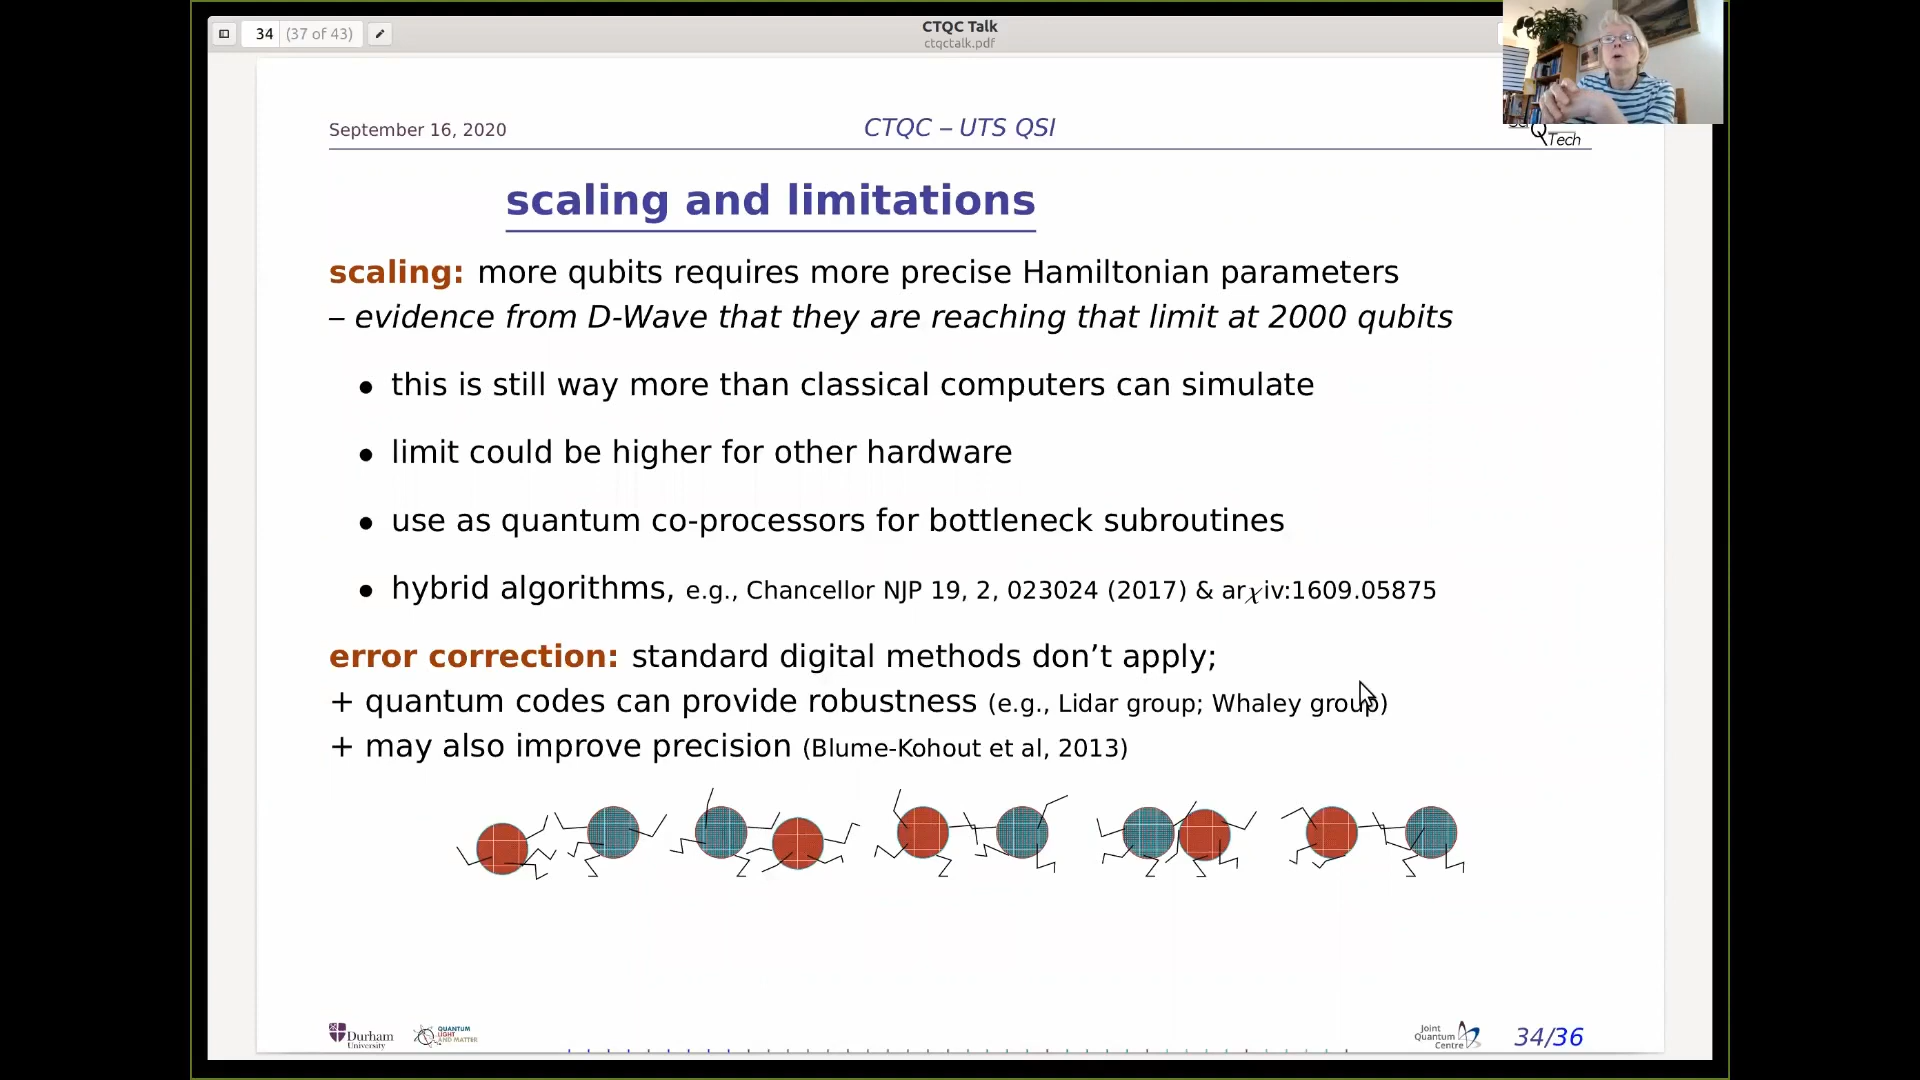 34 (37 of 43)
CTQC Talk
ctqctalk.pdf
September 16, 2020
CTQC – UTS QSI
Q
Tech
scaling and limitations
scaling: more qubits requires more precise Hamiltonian parameters
– evidence from D-Wave that they are reaching that limit at 2000 qubits
• this is still way more than classical computers can simulate
• limit could be higher for other hardware
• use as quantum co-processors for bottleneck subroutines
• hybrid algorithms, e.g., Chancellor NJP 19, 2, 023024 (2017) & arχiv:1609.05875
error correction: standard digital methods don’t apply;
+ quantum codes can provide robustness (e.g., Lidar group; Whaley group)
+ may also improve precision (Blume-Kohout et al, 2013)
Durham
University
QUANTUM
LIGHT
AND MATTER
Joint
Quantum
Centre
34/36